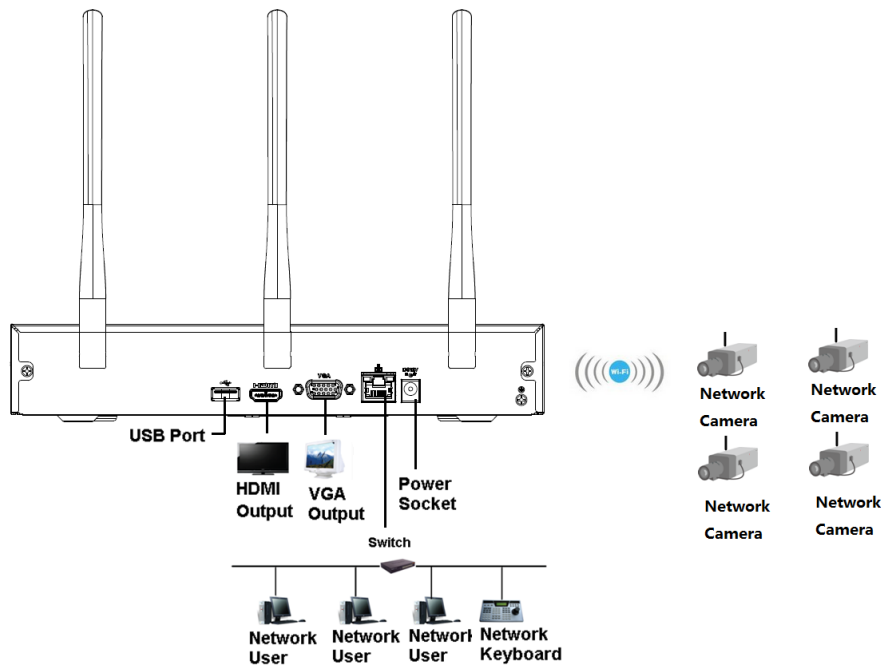 HDMI
VGA
USB Port
HDMI
Output
VGA
Output
Power
Socket
Switch
Network
User
Network
User
Network
User
Network
Keyboard
Wi-Fi
Network
Camera
Network
Camera
Network
Camera
Network
Camera